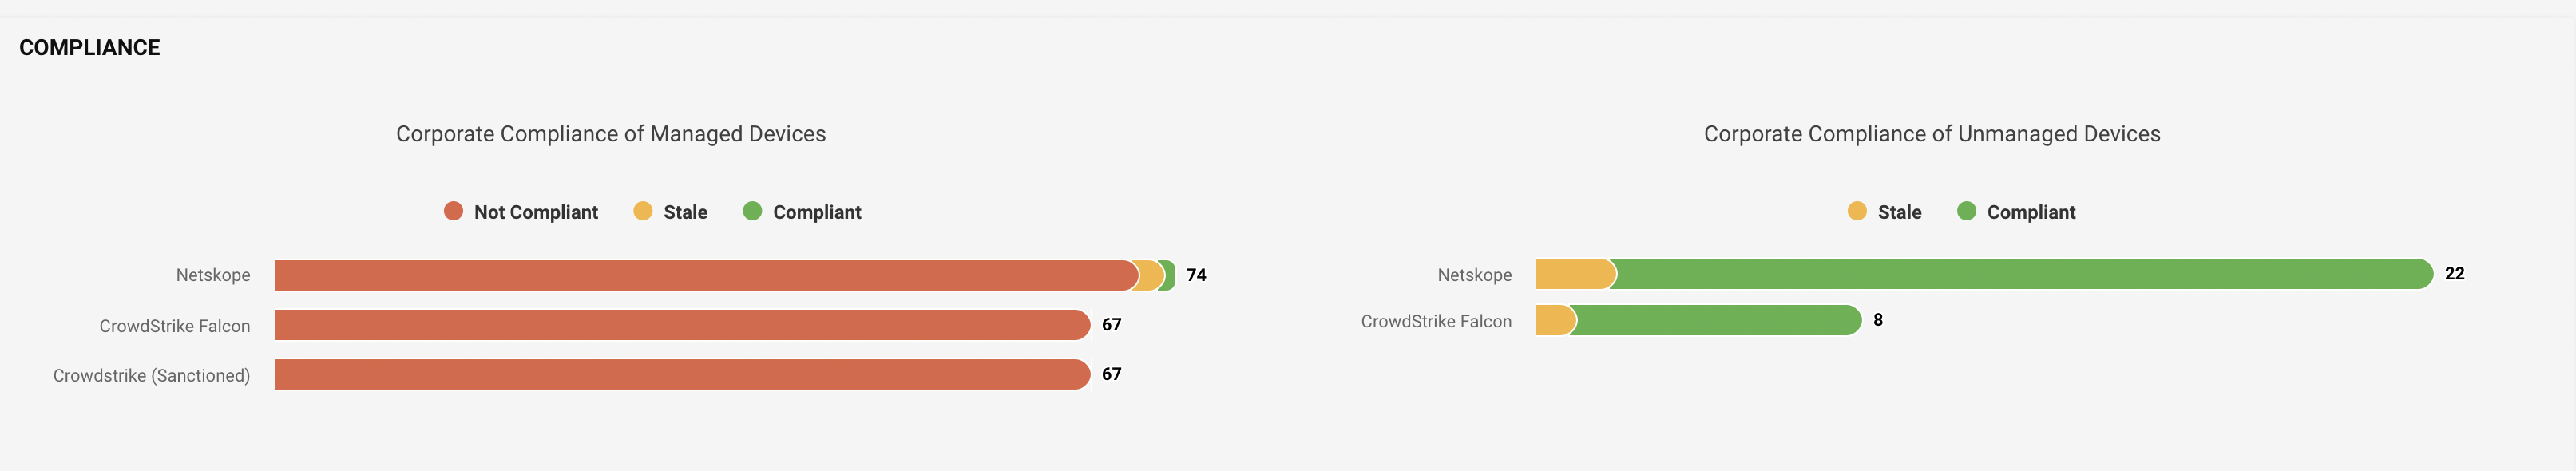 COMPLIANCE
Corporate Compliance of Managed Devices
Not Compliant Stale Compliant
Netskope 74
CrowdStrike Falcon 67
Crowdstrike (Sanctioned) 67
Corporate Compliance of Unmanaged Devices
Stale Compliant
Netskope 22
CrowdStrike Falcon 8